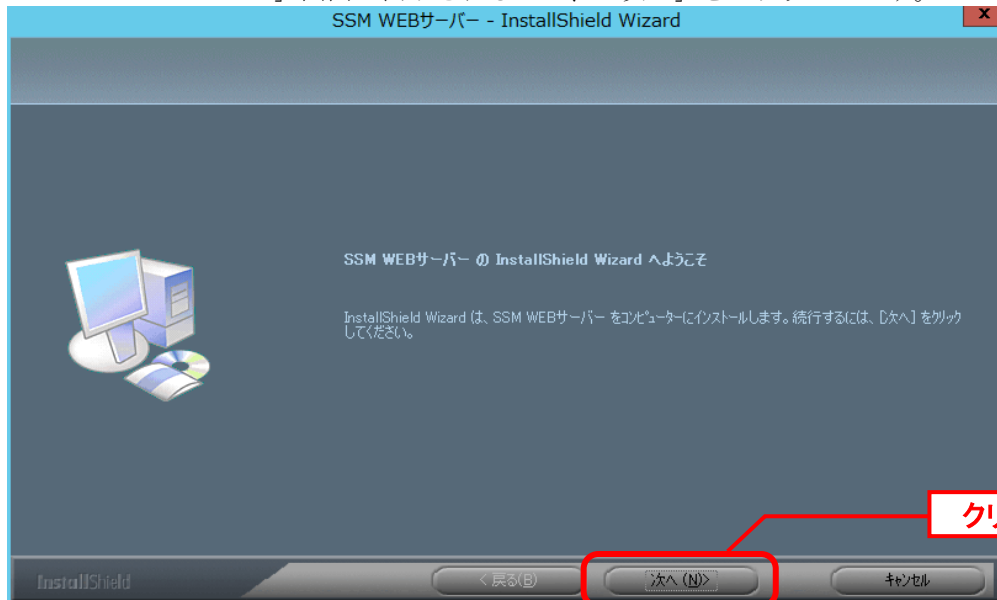 SSM WEBサーバー - InstallShield Wizard
SSM WEBサーバー の InstallShield Wizard へようこそ
InstallShield Wizard は、SSM WEBサーバー をコンピューターにインストールします。続行するには、[次へ] をクリック
してください。
クリ
InstallShield
< 戻る(B)
次へ (N)>
キャンセル